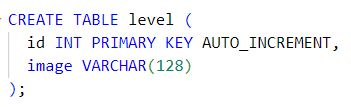 CREATE TABLE level (
  id INT PRIMARY KEY AUTO_INCREMENT,
  image VARCHAR(128)
);